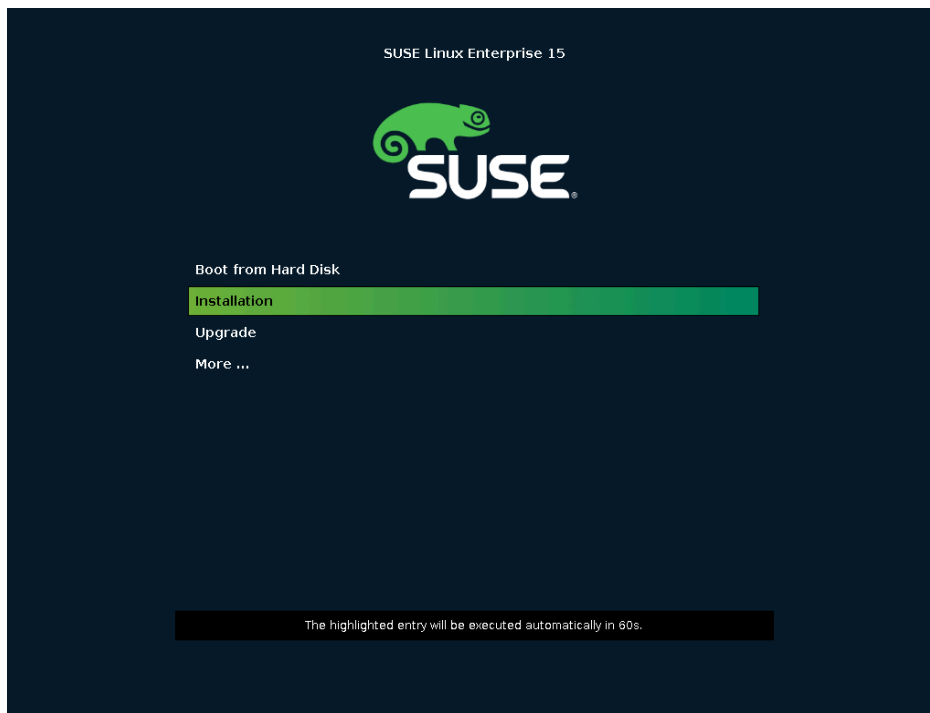 SUSE Linux Enterprise 15
SUSE®
Boot from Hard Disk
Installation
Upgrade
More ...
The highlighted entry will be executed automatically in 60s.